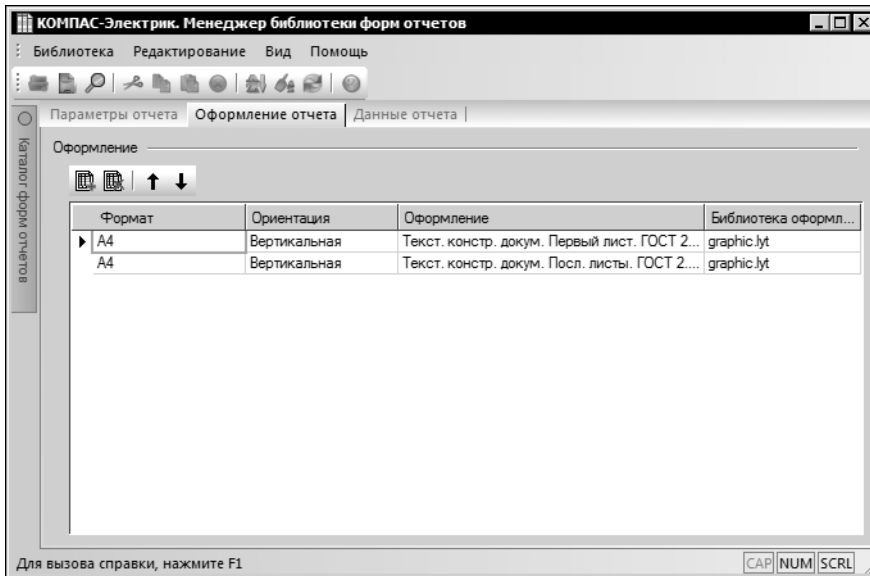 КОМПАС-Электрик. Менеджер библиотеки форм отчетов
Библиотека Редактирование Вид Помощь
Параметры отчета Оформление отчета Данные отчета
Каталог форм отчетов
Оформление
Формат Ориентация Оформление Библиотека оформл...
А4 Вертикальная Текст. констр. докум. Первый лист. ГОСТ 2... graphic.lyt
А4 Вертикальная Текст. констр. докум. Посл. листы. ГОСТ 2.... graphic.lyt
Для вызова справки, нажмите F1 CAP NUM SCRL